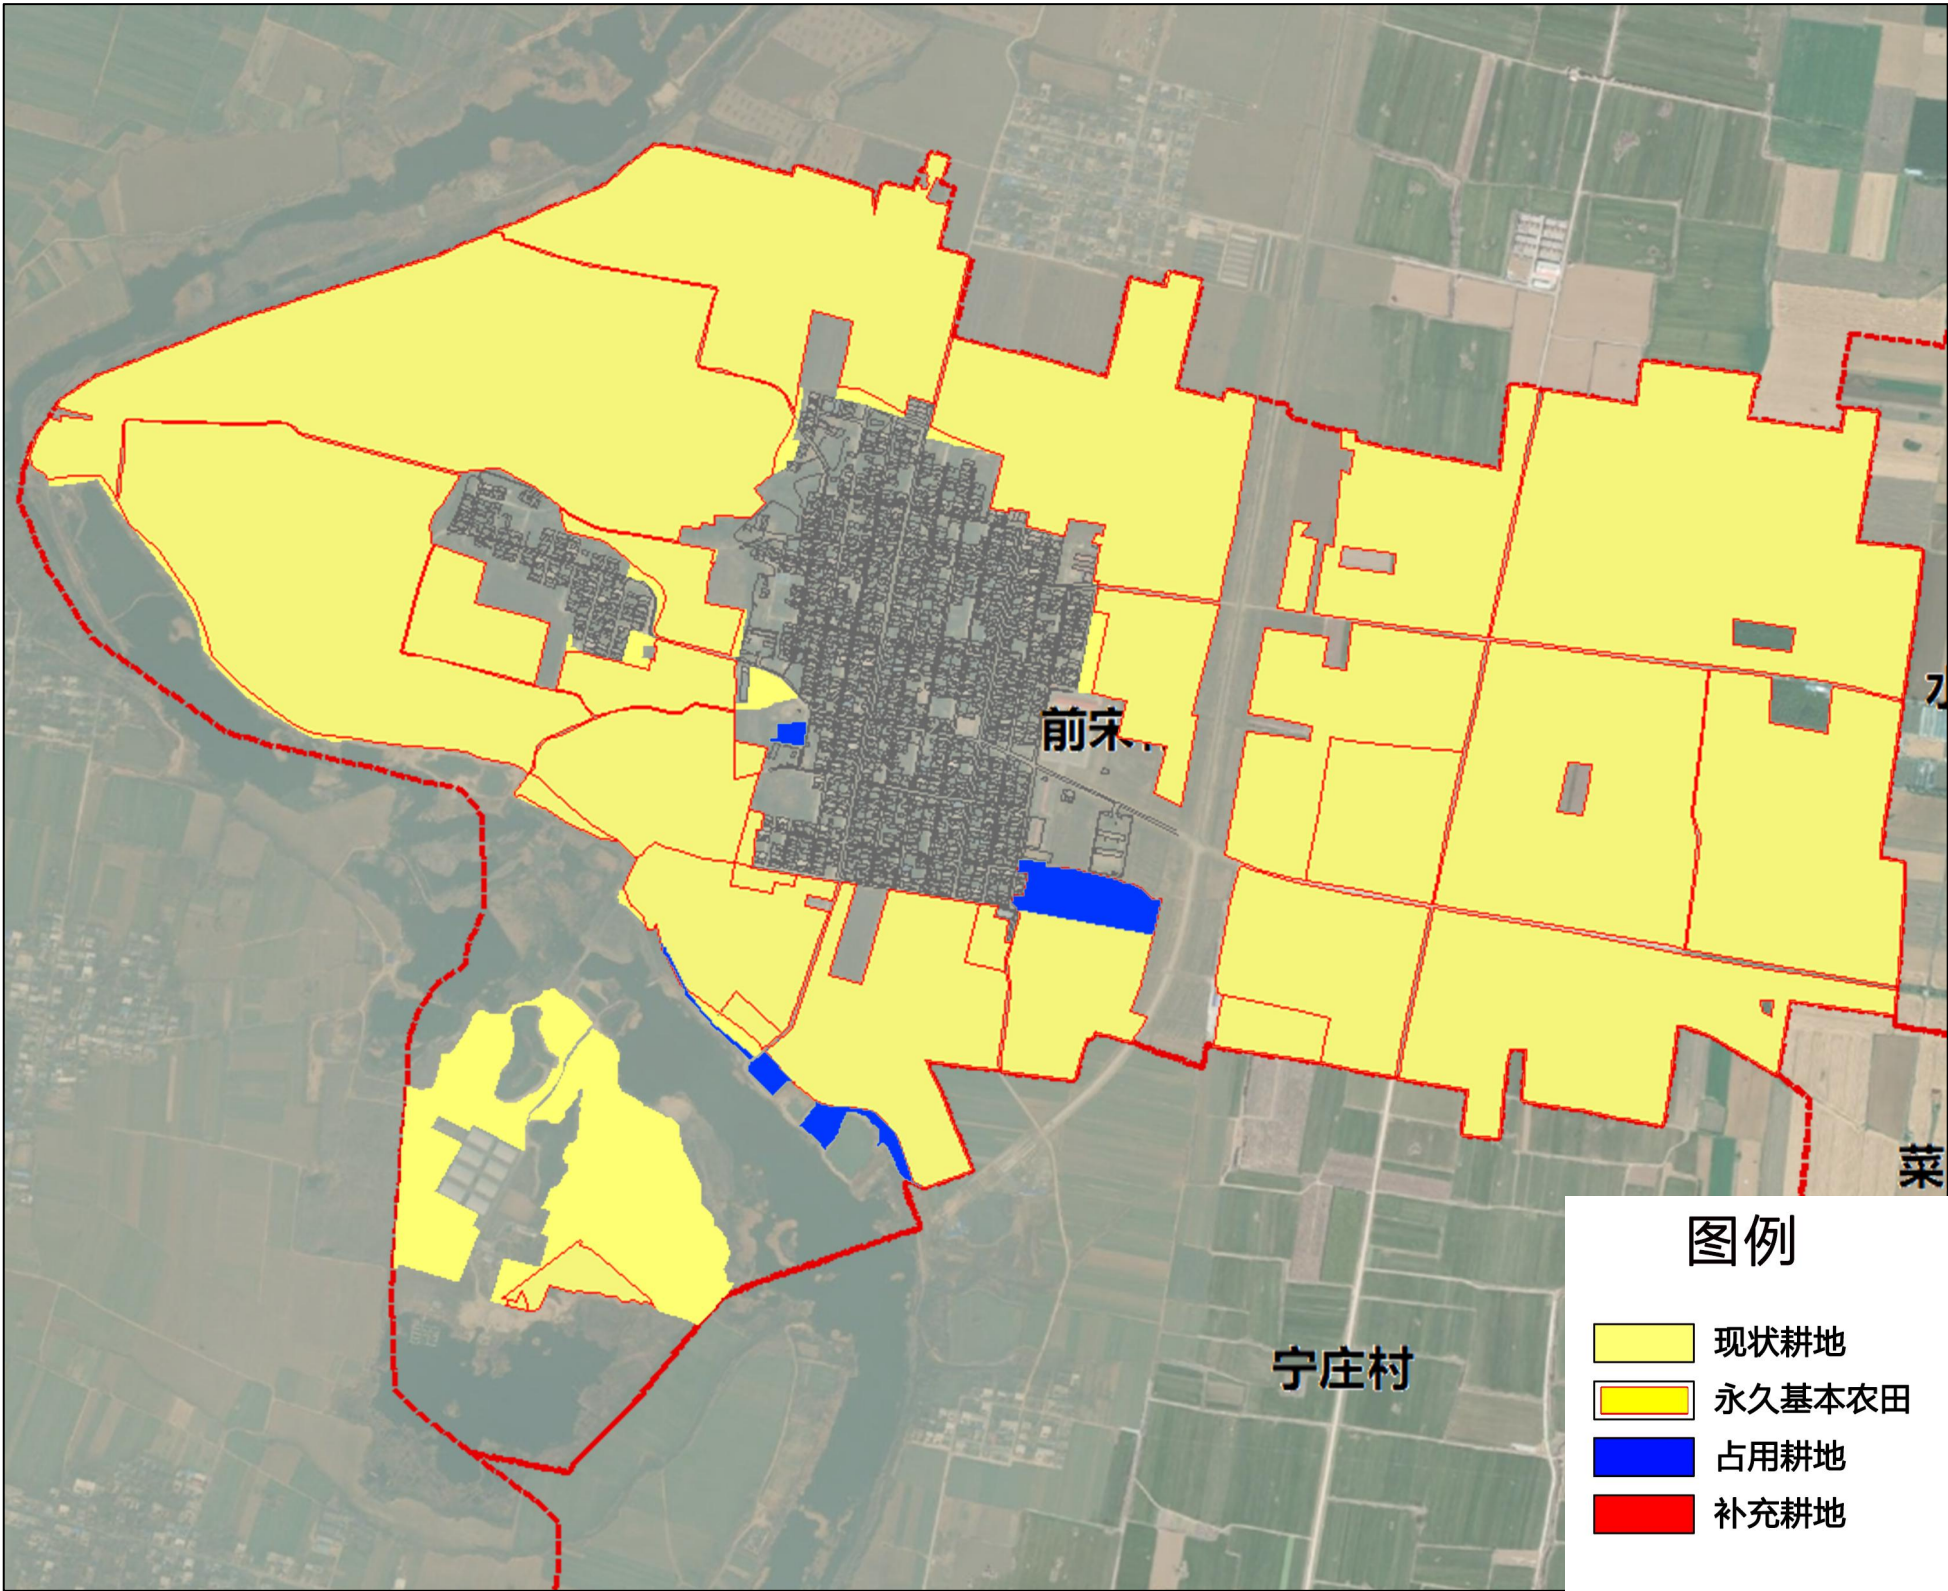 前宋
宁庄村
菜
图例
现状耕地
永久基本农田
占用耕地
补充耕地